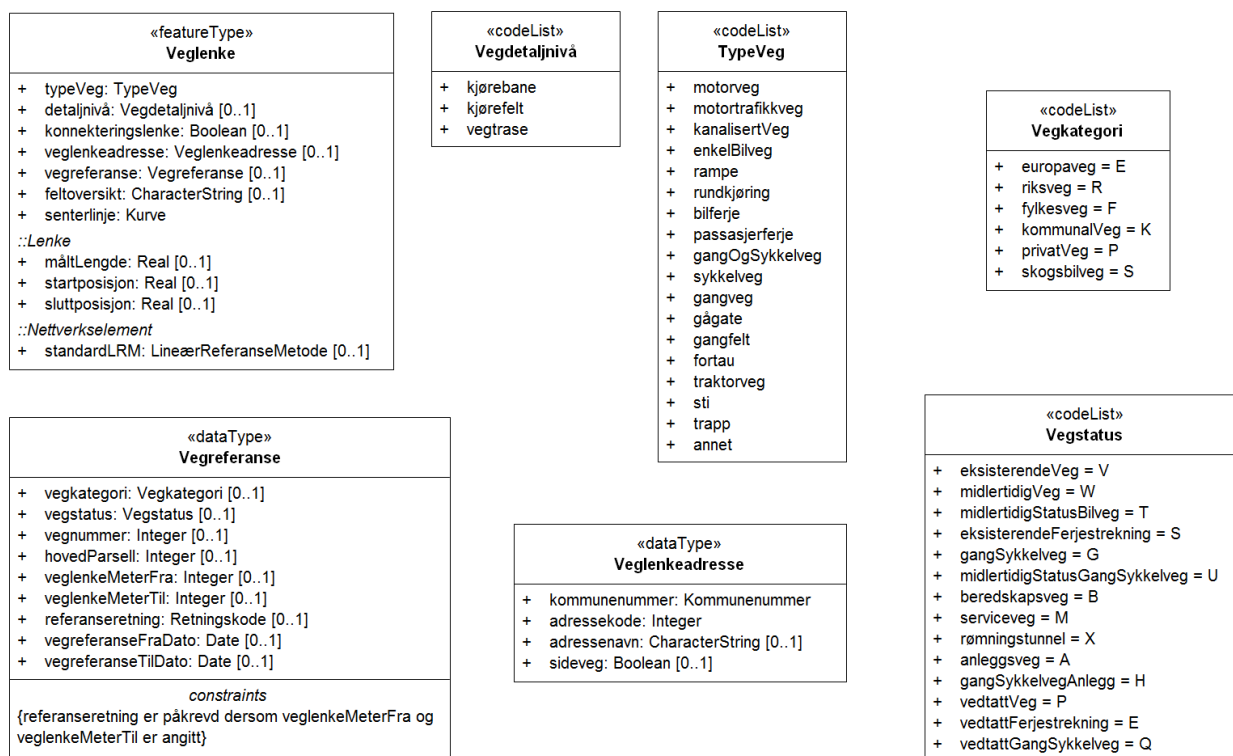 «featureType»
Veglenke
+ typeVeg: TypeVeg
+ detaljnivå: Vegdetaljnivå [0..1]
+ konnekteringslenke: Boolean [0..1]
+ veglenkeadresse: Veglenkeadresse [0..1]
+ vegreferanse: Vegreferanse [0..1]
+ feltoversikt: CharacterString [0..1]
+ senterlinje: Kurve
::Lenke
+ måltLengde: Real [0..1]
+ startposisjon: Real [0..1]
+ sluttposisjon: Real [0..1]
::Nettverkselement
+ standardLRM: LineærReferanseMetode [0..1]
«codeList»
Vegdetaljnivå
+ kjørebane
+ kjørefelt
+ vegtrase
«codeList»
TypeVeg
+ motorveg
+ motortrafikkveg
+ kanalisertVeg
+ enkelBilveg
+ rampe
+ rundkjøring
+ bilferje
+ passasjerferje
+ gangOgSykkelveg
+ sykkelveg
+ gangveg
+ gågate
+ gangfelt
+ fortau
+ traktorveg
+ sti
+ trapp
+ annet
«codeList»
Vegkategori
+ europaveg = E
+ riksveg = R
+ fylkesveg = F
+ kommunalVeg = K
+ privatVeg = P
+ skogsbilveg = S
«dataType»
Vegreferanse
+ vegkategori: Vegkategori [0..1]
+ vegstatus: Vegstatus [0..1]
+ vegnummer: Integer [0..1]
+ hovedParsell: Integer [0..1]
+ veglenkeMeterFra: Integer [0..1]
+ veglenkeMeterTil: Integer [0..1]
+ referanseretning: Retningskode [0..1]
+ vegreferanseFraDato: Date [0..1]
+ vegreferanseTilDato: Date [0..1]
constraints
{referanseretning er påkrevd dersom veglenkeMeterFra og
veglenkeMeterTil er angitt}
«dataType»
Veglenkeadresse
+ kommunenummer: Kommunenummer
+ adressekode: Integer
+ adressenavn: CharacterString [0..1]
+ sideveg: Boolean [0..1]
«codeList»
Vegstatus
+ eksisterendeVeg = V
+ midlertidigVeg = W
+ midlertidigStatusBilveg = T
+ eksisterendeFerjestrekning = S
+ gangSykkelveg = G
+ midlertidigStatusGangSykkelveg = U
+ beredskapsveg = B
+ serviceveg = M
+ rømningstunnel = X
+ anleggsveg = A
+ gangSykkelvegAnlegg = H
+ vedtattVeg = P
+ vedtattFerjestrekning = E
+ vedtattGangSykkelveg = Q